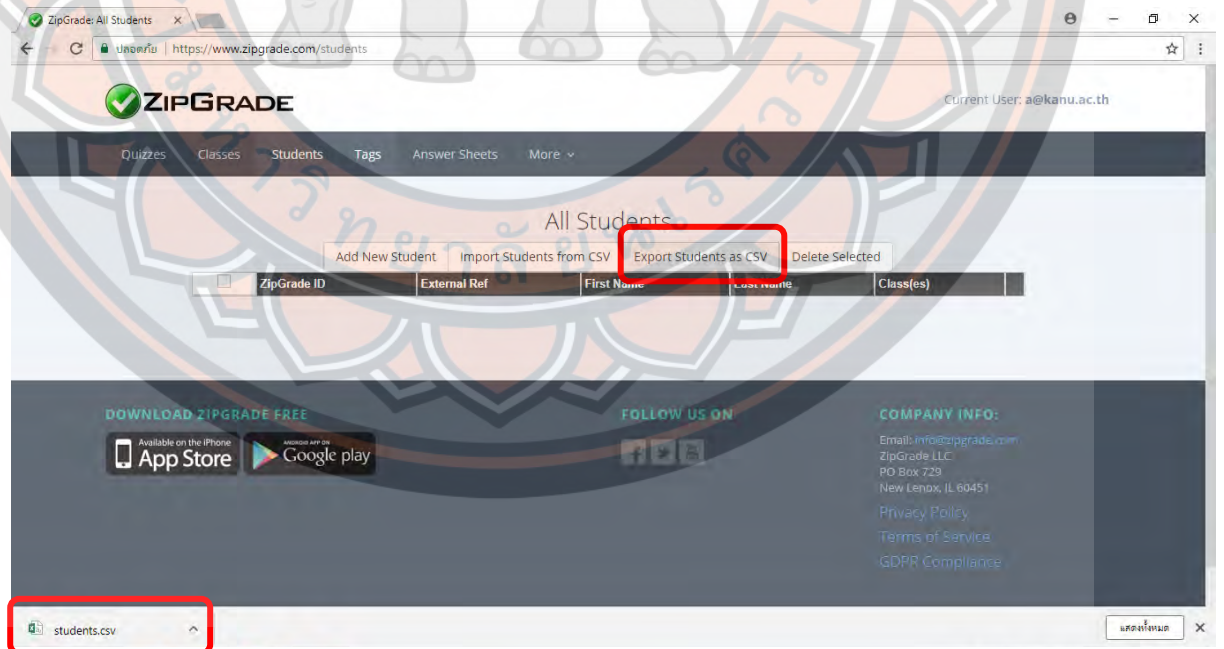 ZipGrade: All Students
ปลอดภัย | https://www.zipgrade.com/students
ZIPGRADE
Current User: a@kanu.ac.th
Quizzes Classes Students Tags Answer Sheets More
All Students
Add New Student Import Students from CSV Export Students as CSV Delete Selected
ZipGrade ID External Ref First Name Last Name Class(es)
DOWNLOAD ZIPGRADE FREE
FOLLOW US ON
COMPANY INFO:
Available on the iPhone
App Store
ANDROID APP ON
Google play
Email: info@zipgrade.com
ZipGrade LLC
PO Box 729
New Lenox, IL 60451
Privacy Policy
Terms of Service
GDPR Compliance
students.csv
แสดงทั้งหมด